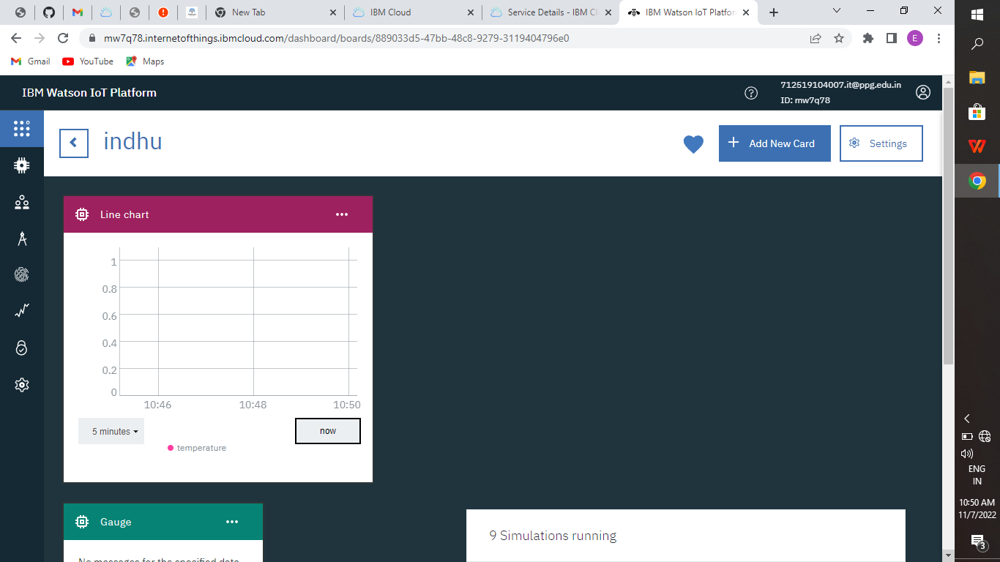 New Tab
IBM Cloud
Service Details - IBM Cl
IBM Watson IoT Platfor
mw7q78.internetofthings.ibmcloud.com/dashboard/boards/889033d5-47bb-48c8-9279-3119404796e0
E
Gmail
YouTube
Maps
IBM Watson IoT Platform
712519104007.it@ppg.edu.in
ID: mw7q78
indhu
Add New Card
Settings
Line chart
1
0.8
0.6
0.4
0.2
0
10:46 10:48 10:50
5 minutes
now
temperature
Gauge
No messages for the specified data
9 Simulations running
ENG
IN
10:50 AM
11/7/2022
3